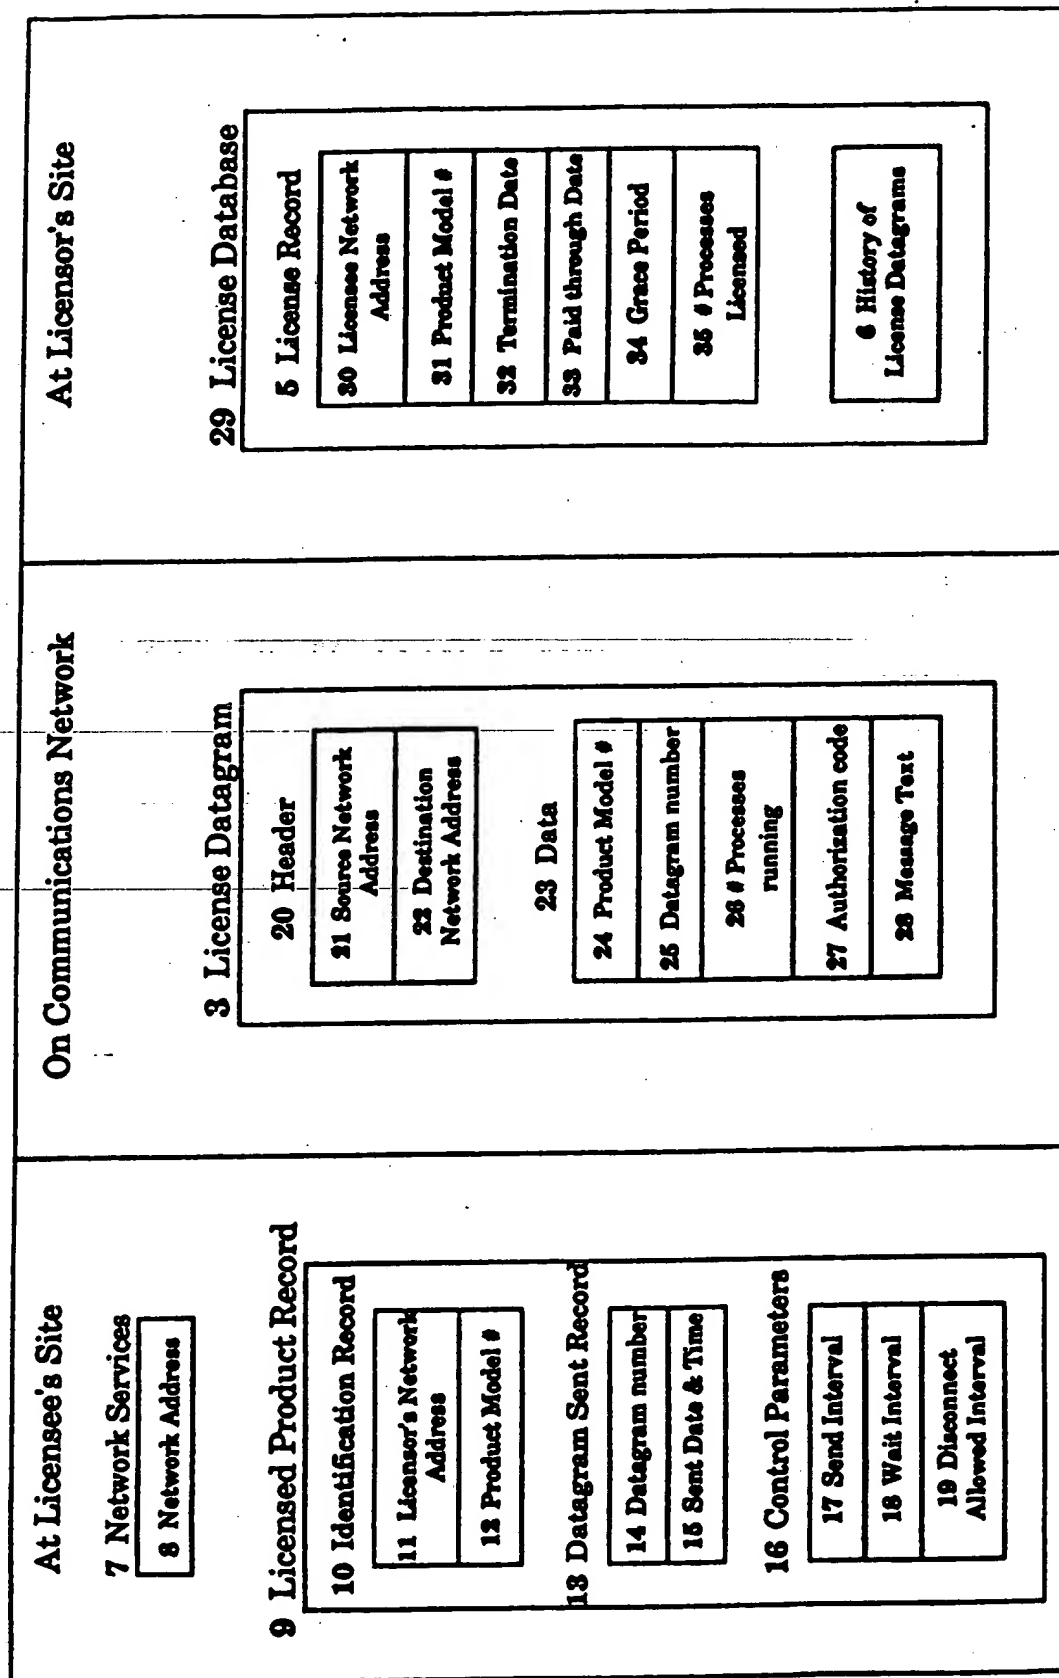 At Licensee's Site
7 Network Services
8 Network Address
9 Licensed Product Record
10 Identification Record
11 Licensor's Network
Address
12 Product Model #
13 Datagram Sent Record
14 Datagram number
15 Sent Date & Time
16 Control Parameters
17 Send Interval
18 Wait Interval
19 Disconnect
Allowed Interval
On Communications Network
3 License Datagram
20 Header
21 Source Network
Address
22 Destination
Network Address
23 Data
24 Product Model #
25 Datagram number
26 # Processes
running
27 Authorization code
28 Message Text
At Licensor's Site
29 License Database
5 License Record
30 Licensee Network
Address
31 Product Model #
32 Termination Date
33 Paid through Date
34 Grace Period
35 # Processes
Licensed
6 History of
License Datagrams